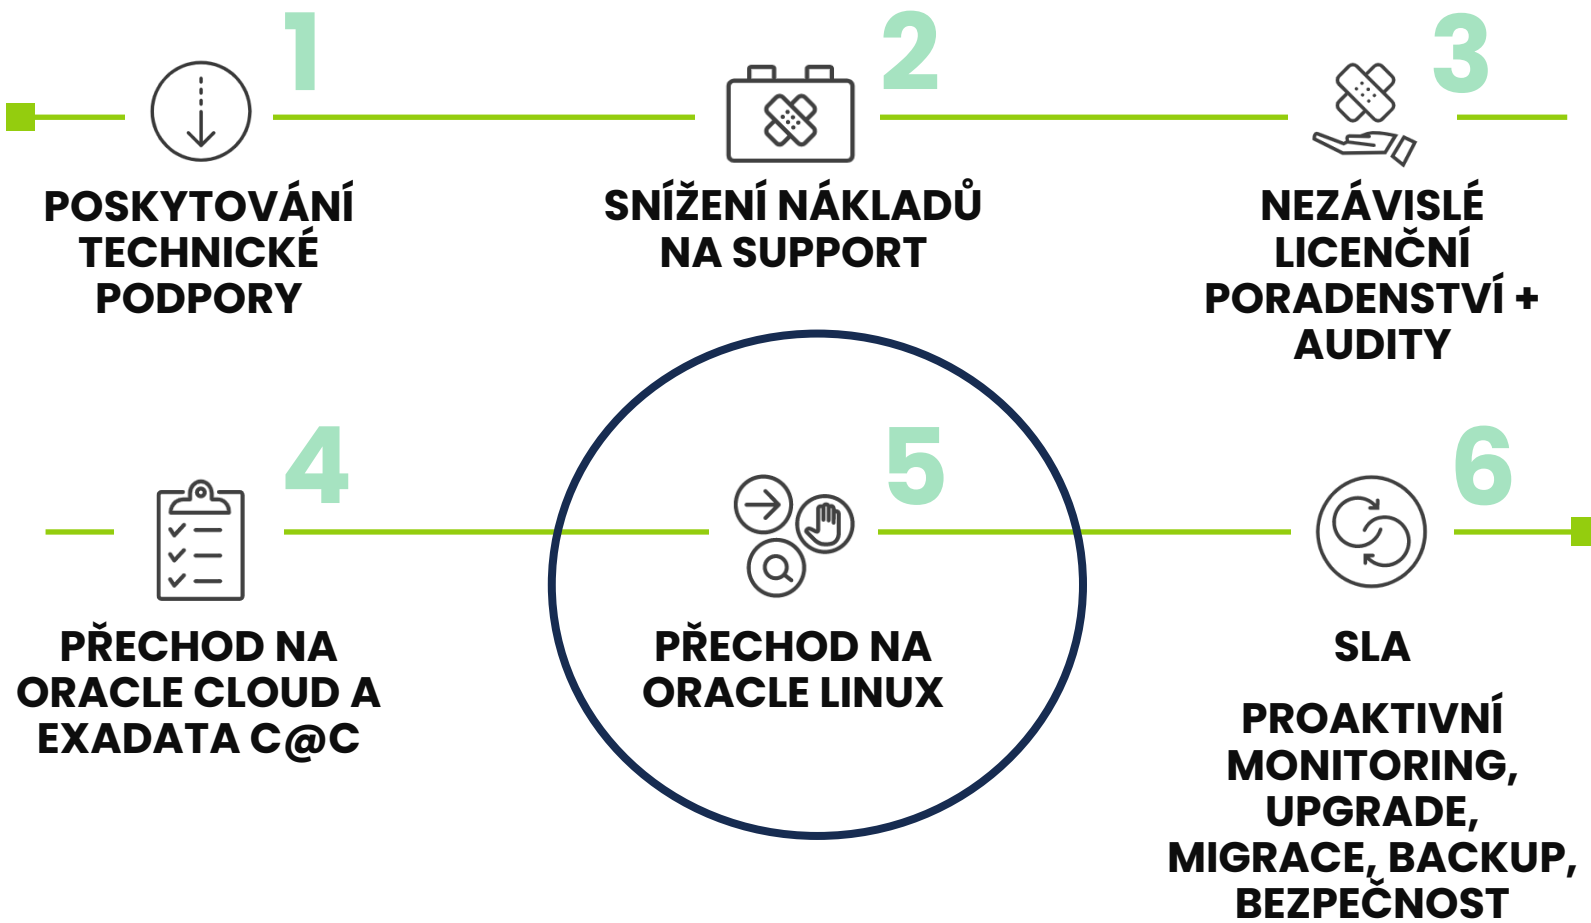 1
POSKYTOVÁNÍ
TECHNICKÉ
PODPORY
2
SNÍŽENÍ NÁKLADŮ
NA SUPPORT
3
NEZÁVISLÉ
LICENČNÍ
PORADENSTVÍ +
AUDITY
4
PŘECHOD NA
ORACLE CLOUD A
EXADATA C@C
5
PŘECHOD NA
ORACLE LINUX
6
SLA
PROAKTIVNÍ
MONITORING,
UPGRADE,
MIGRACE, BACKUP,
BEZPEČNOST